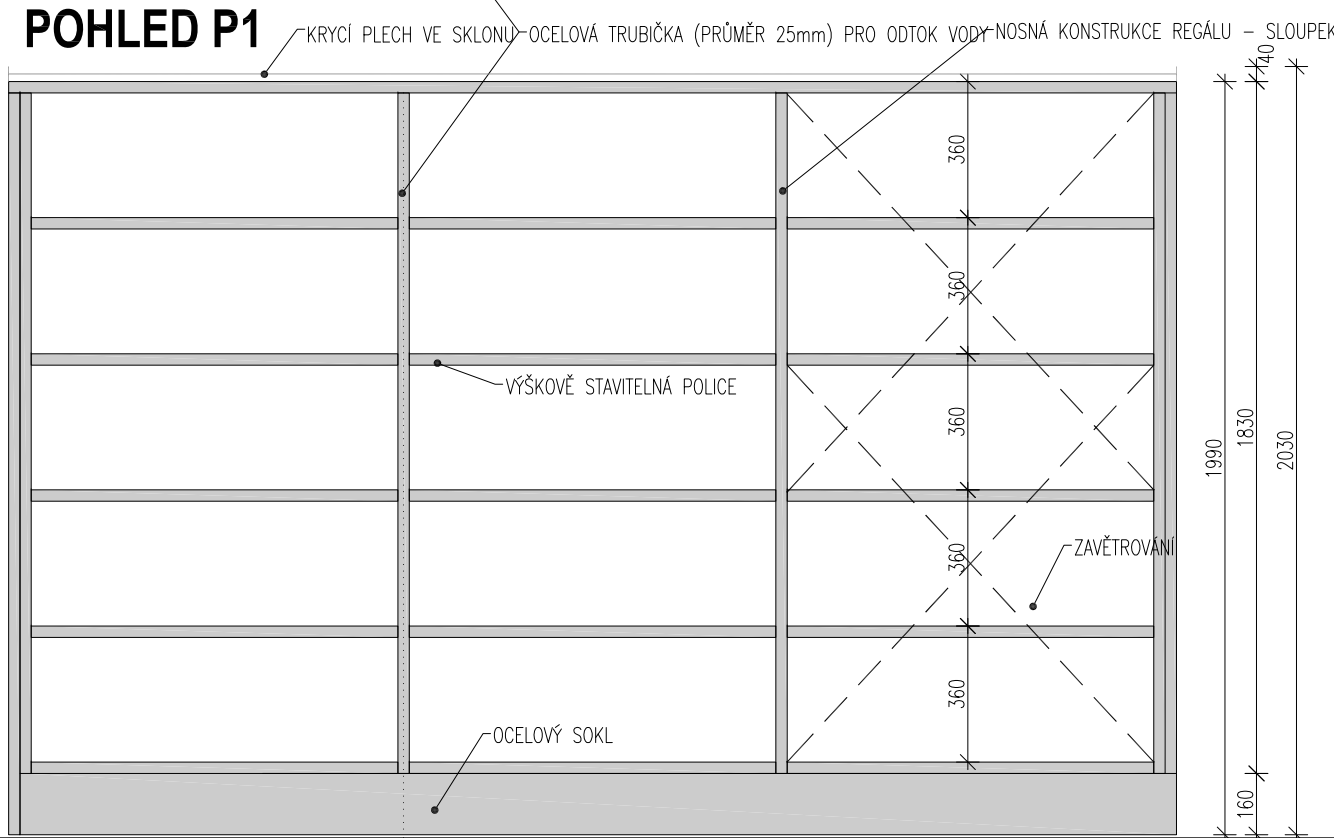 POHLED P1
KRYCÍ PLECH VE SKLONU
OCELOVÁ TRUBIČKA (PRŮMĚR 25mm) PRO ODTOK VODY
NOSNÁ KONSTRUKCE REGÁLU – SLOUPEK
40
360
360
VÝŠKOVĚ STAVITELNÁ POLICE
360
1990
1830
2030
360
ZAVĚTROVÁNÍ
360
OCELOVÝ SOKL
160